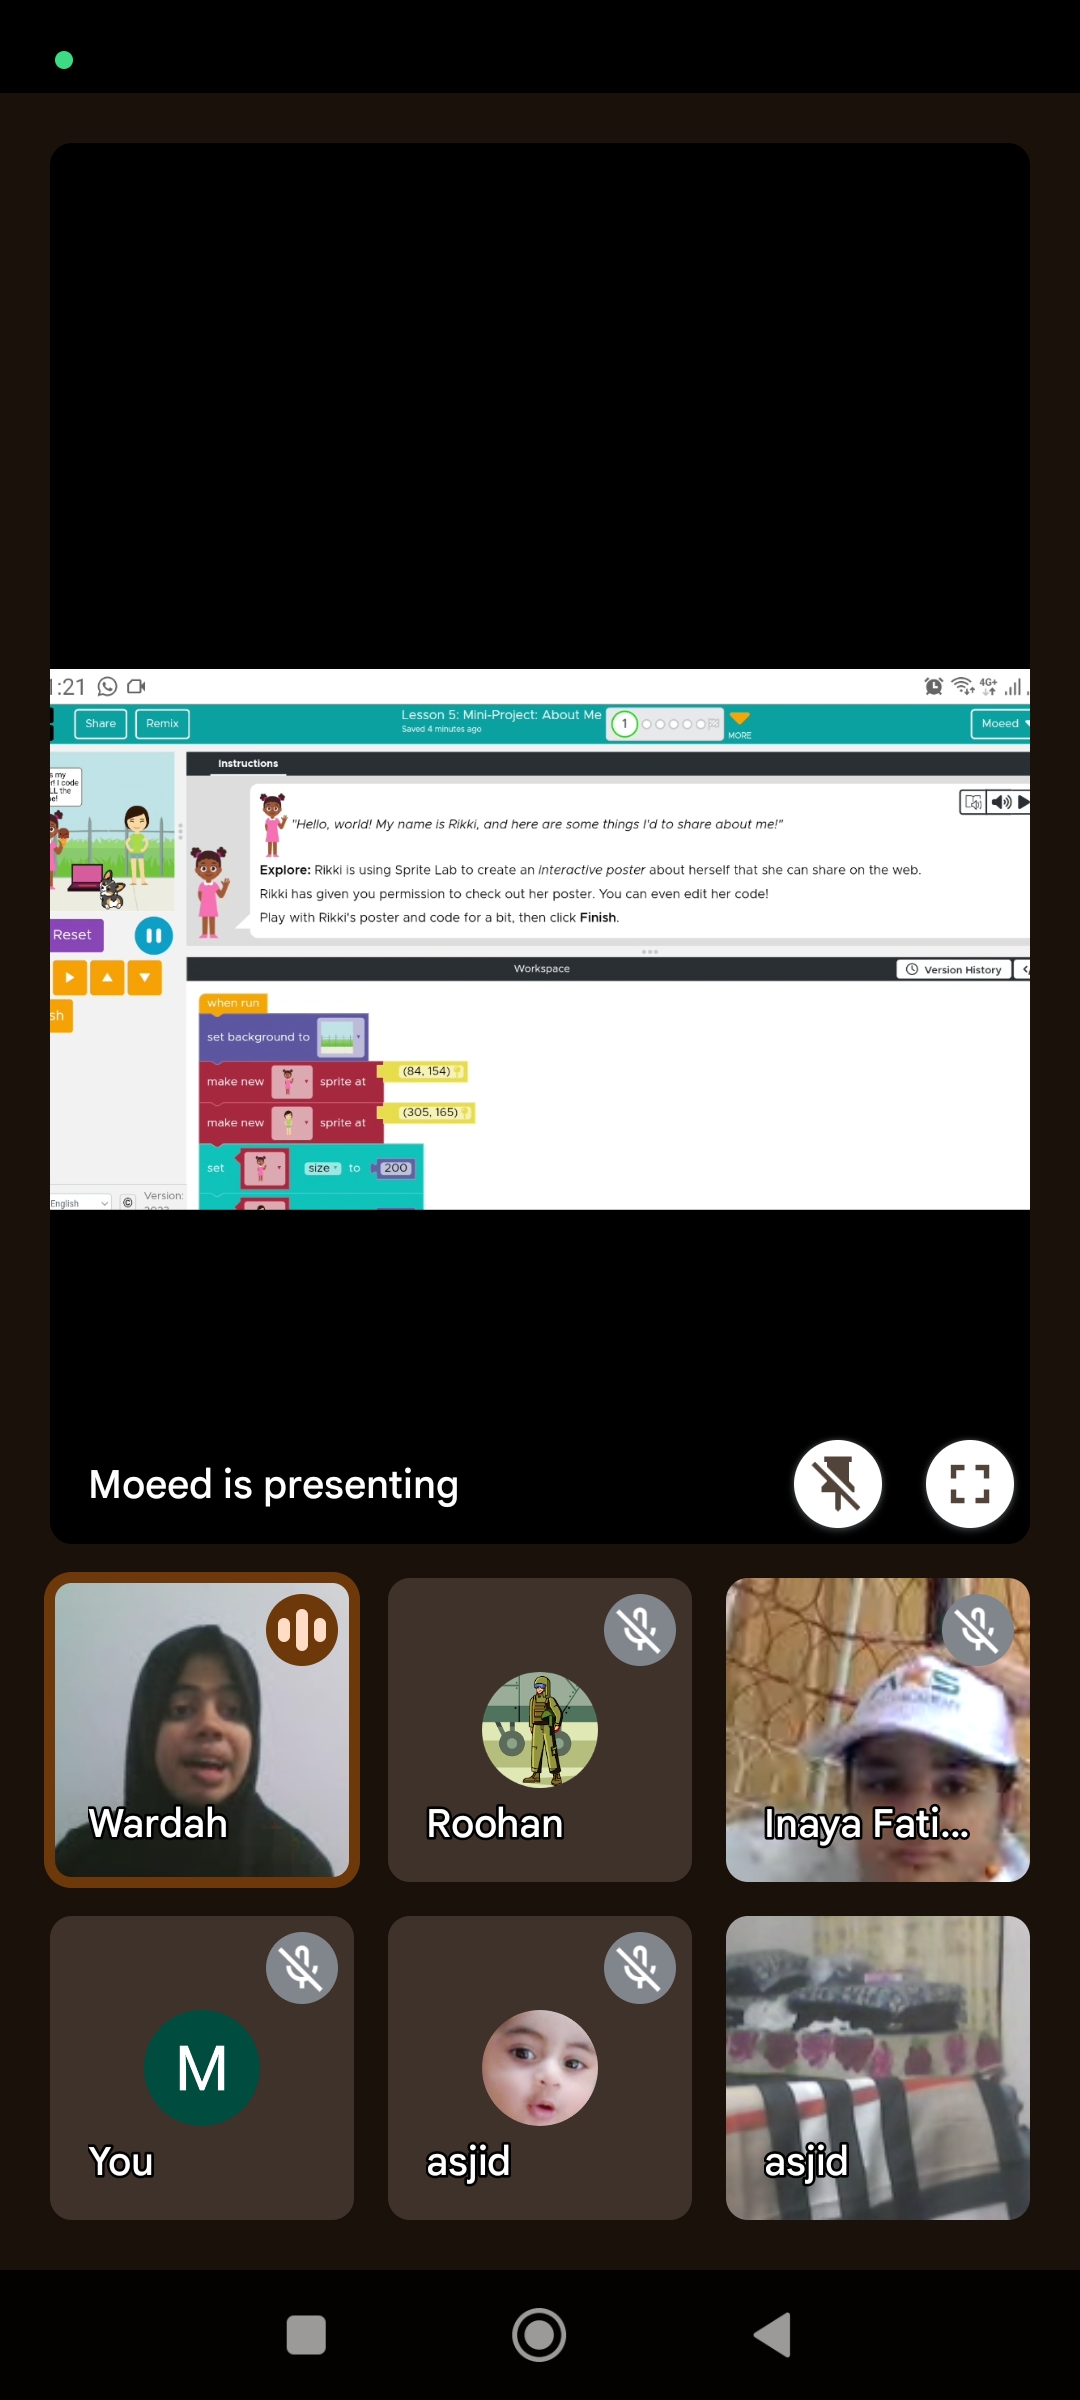 :21
4G+
Share
Remix
Lesson 5: Mini-Project: About Me
Saved 4 minutes ago
1
MORE
Moeed
s my
r! I code
LL the
e!
Instructions
"Hello, world! My name is Rikki, and here are some things I'd to share about me!"
Explore: Rikki is using Sprite Lab to create an interactive poster about herself that she can share on the web.
Rikki has given you permission to check out her poster. You can even edit her code!
Play with Rikki's poster and code for a bit, then click Finish.
Reset
sh
Workspace
Version History
when run
set background to
make new sprite at (84, 154)
make new sprite at (305, 165)
set size to 200
English
©
Version:
Moeed is presenting
Wardah
Roohan
Inaya Fati...
M
You
asjid
asjid